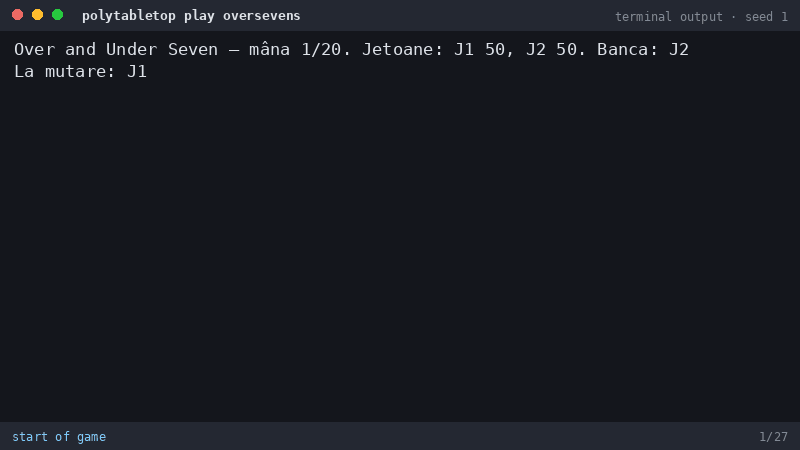 polytabletop play oversevens
terminal output · seed 1
Over and Under Seven — mâna 1/20. Jetoane: J1 50, J2 50. Banca: J2
La mutare: J1
start of game
1/27